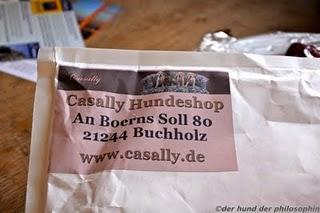 Casally
Casally Hundeshop
An Boerns Soll 80
21244 Buchholz
www.casally.de
©der hund der philosophin